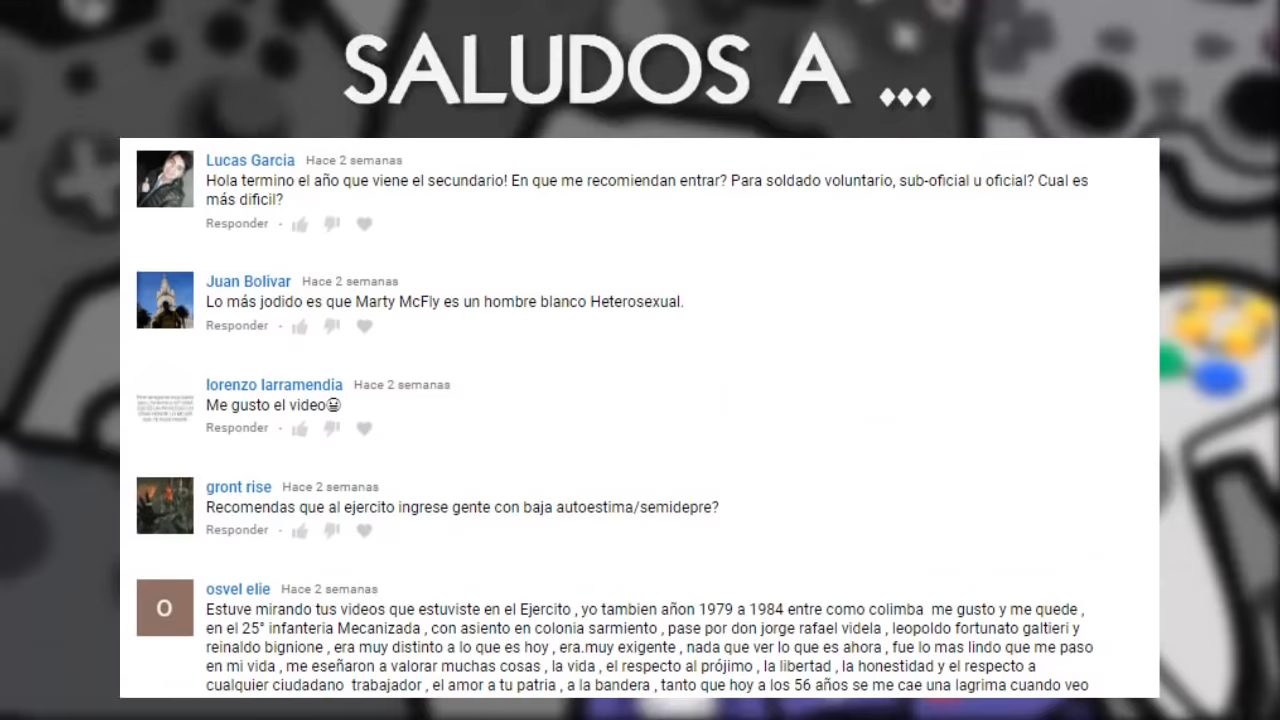 SALUDOS A ...
Lucas Garcia Hace 2 semanas
Hola termino el año que viene el secundario! En que me recomiendan entrar? Para soldado voluntario, sub-oficial u oficial? Cual es
más dificil?
Responder
Juan Bolivar Hace 2 semanas
Lo más jodido es que Marty McFly es un hombre blanco Heterosexual.
Responder
lorenzo larramendia Hace 2 semanas
Me gusto el video😀
Responder
gront rise Hace 2 semanas
Recomendas que al ejercito ingrese gente con baja autoestima/semidepre?
Responder
O
osvel elie Hace 2 semanas
Estuve mirando tus videos que estuviste en el Ejercito , yo tambien añon 1979 a 1984 entre como colimba me gusto y me quede ,
en el 25° infanteria Mecanizada , con asiento en colonia sarmiento , pase por don jorge rafael videla , leopoldo fortunato galtieri y
reinaldo bignione , era muy distinto a lo que es hoy , era.muy exigente , nada que ver lo que es ahora , fue lo mas lindo que me paso
en mi vida , me eseñaron a valorar muchas cosas , la vida , el respecto al prójimo , la libertad , la honestidad y el respecto a
cualquier ciudadano trabajador , el amor a tu patria , a la bandera , tanto que hoy a los 56 años se me cae una lagrima cuando veo